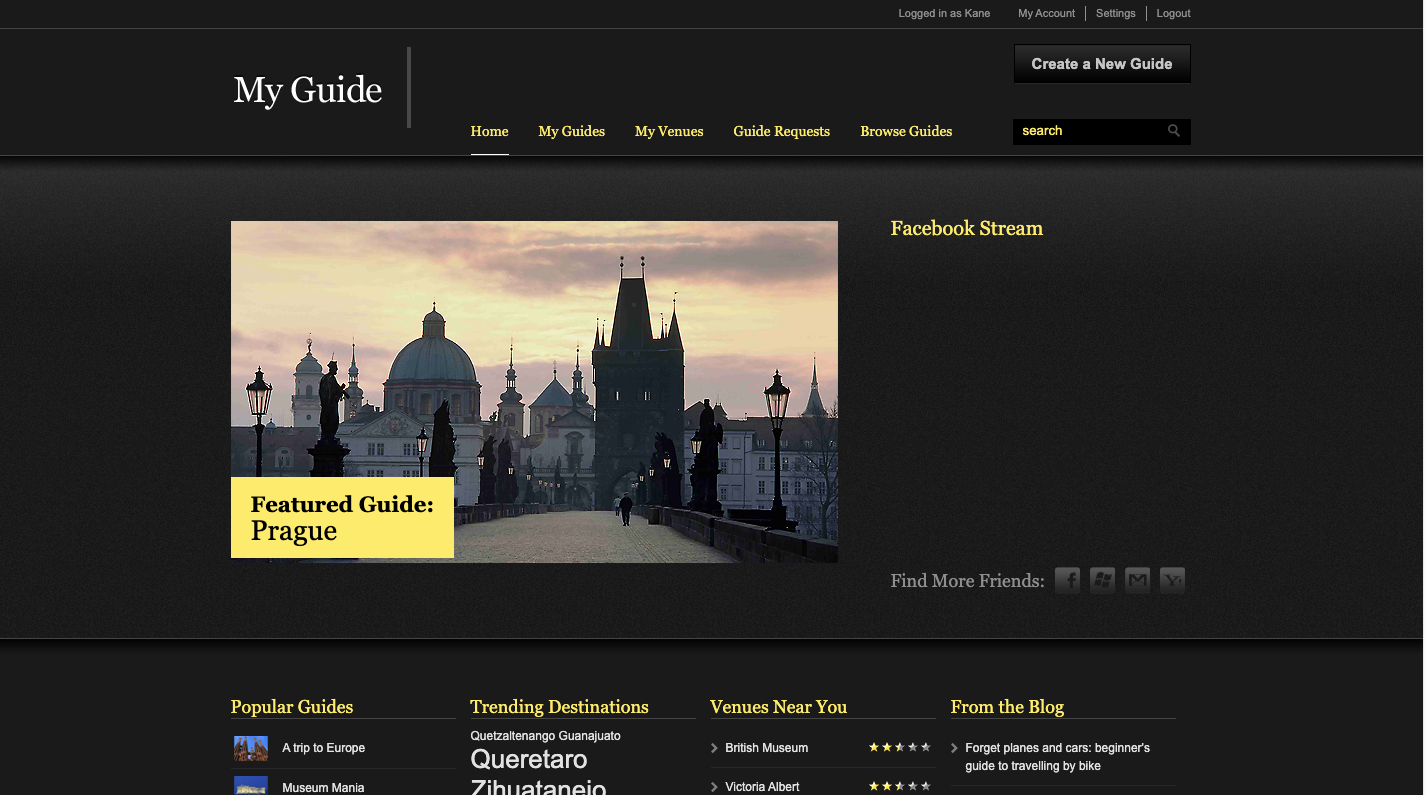 Logged in as Kane My Account Settings Logout
My Guide
Create a New Guide
Home My Guides My Venues Guide Requests Browse Guides
search
Facebook Stream
Featured Guide:
Prague
Find More Friends:
Popular Guides
A trip to Europe
Museum Mania
Trending Destinations
Quetzaltenango Guanajuato
Queretaro
Zihuatanejo
Venues Near You
British Museum
Victoria Albert
From the Blog
Forget planes and cars: beginner's
guide to travelling by bike